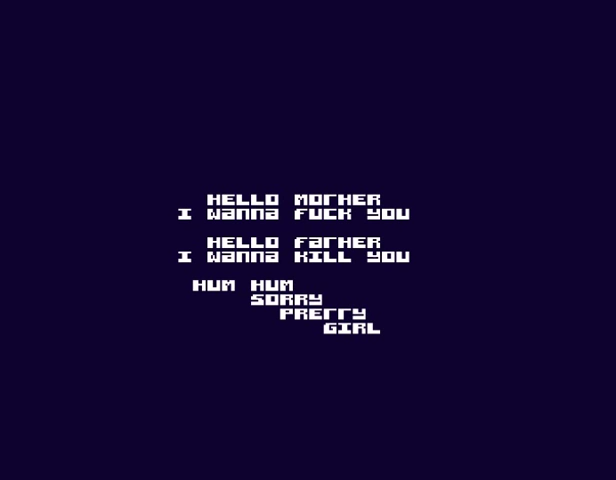 HELLO MOTHER
I WANNA FUCK YOU
HELLO FATHER
I WANNA KILL YOU
HUM HUM
SORRY
PRETTY
GIRL